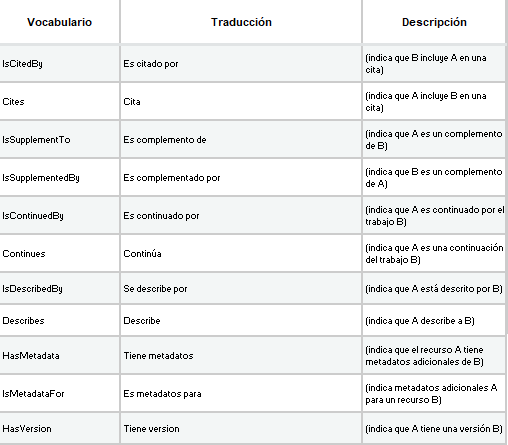 Vocabulario Traducción Descripción
IsCitedBy Es citado por (indica que B incluye A en una
cita)
Cites Cita (indica que A incluye B en una
cita)
IsSupplementTo Es complemento de (indica que A es un complemento
de B)
IsSupplementedBy Es complementado por (indica que B es un complemento
de A)
IsContinuedBy Es continuado por (indica que A es continuado por el
trabajo B)
Continues Continúa (indica que A es una continuación
del trabajo B)
IsDescribedBy Se describe por (indica que A está descrito por B)
Describes Describe (indica que A describe a B)
HasMetadata Tiene metadatos (indica que el recurso A tiene
metadatos adicionales de B)
IsMetadataFor Es metadatos para (indica metadatos adicionales A
para un recurso B)
HasVersion Tiene version (indica que A tiene una versión B)